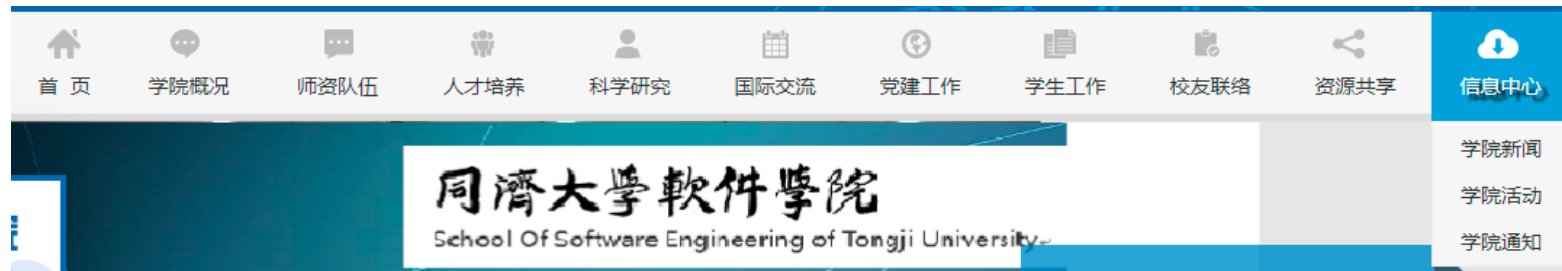 首 页
学院概况
师资队伍
人才培养
科学研究
国际交流
党建工作
学生工作
校友联络
资源共享
信息中心
学院新闻
学院活动
学院通知
同濟大學軟件學院
School Of Software Engineering of Tongji University